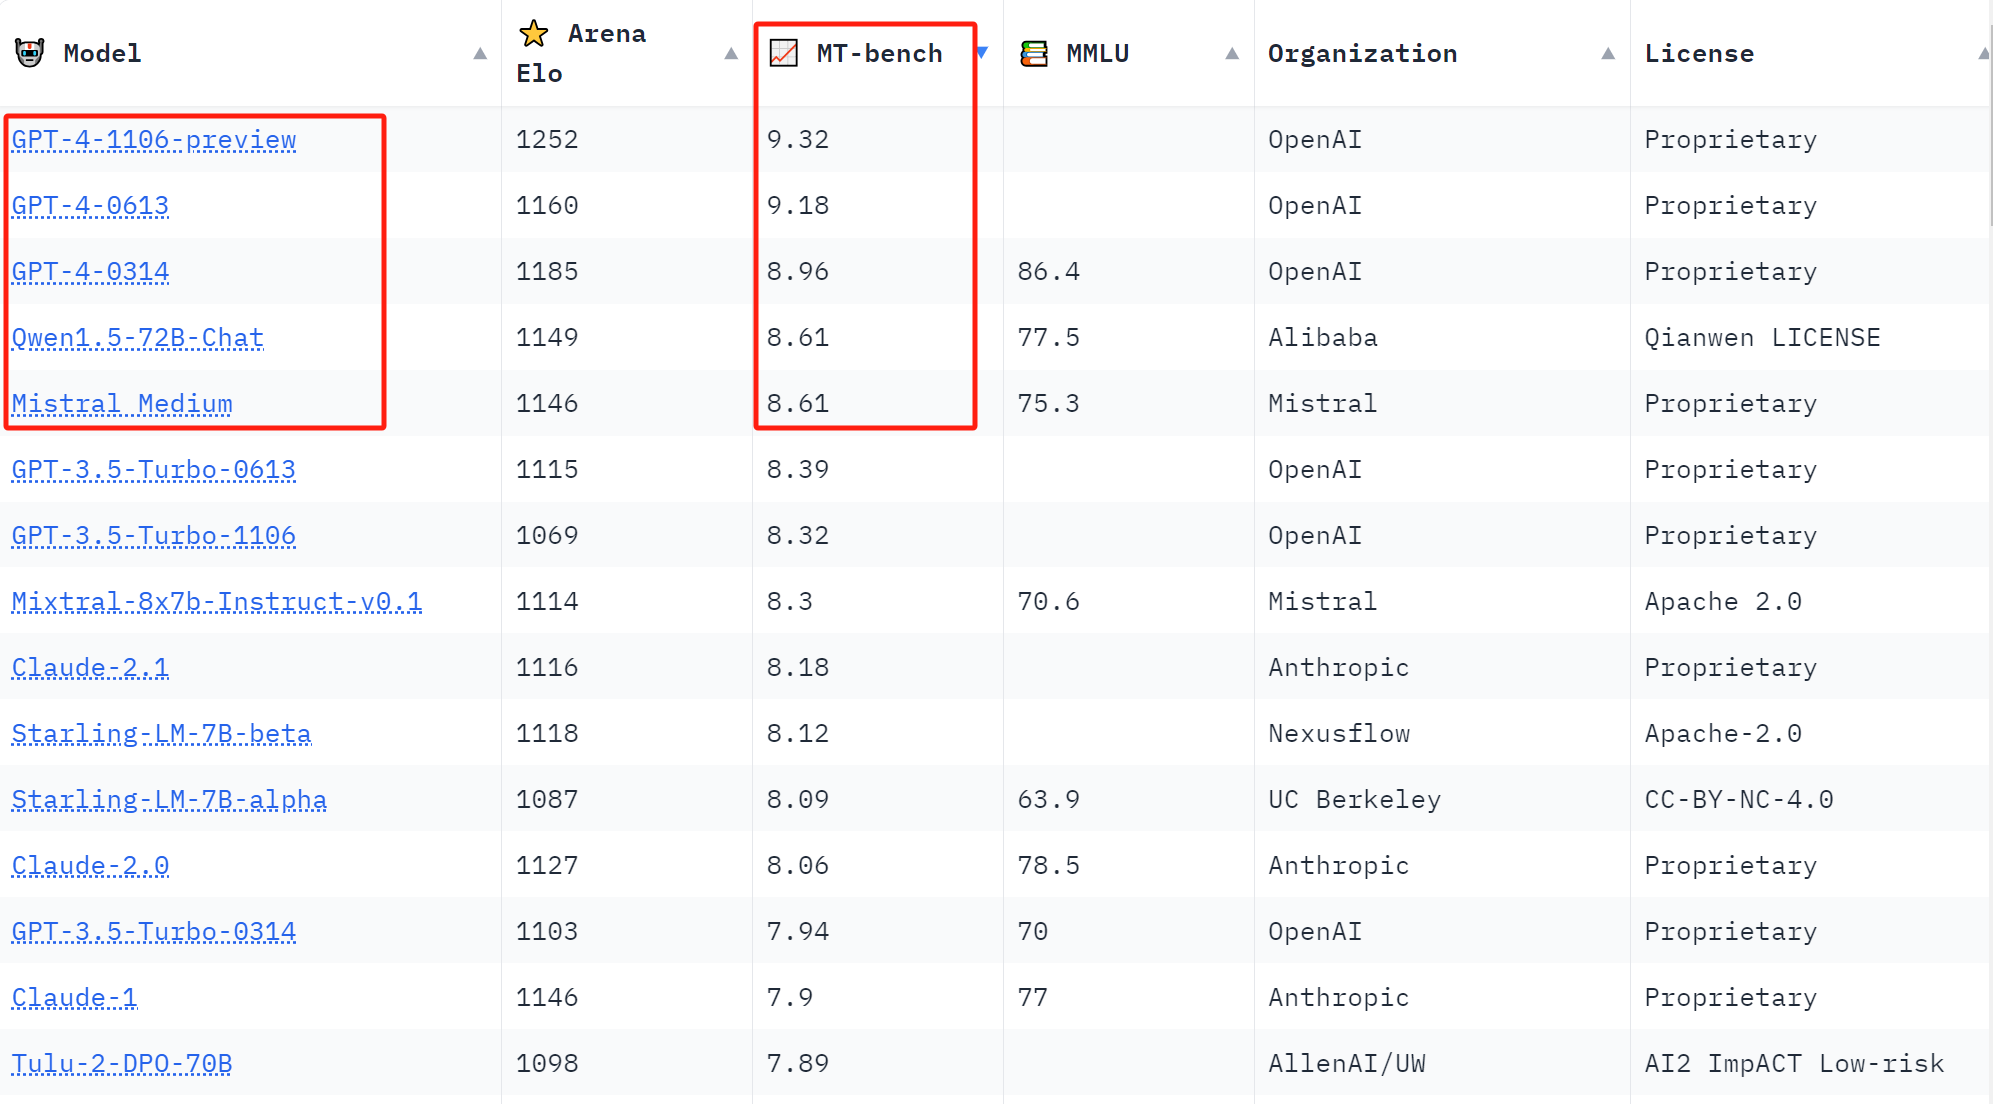 Model ⭐ Arena Elo MT-bench MMLU Organization License
GPT-4-1106-preview 1252 9.32 OpenAI Proprietary
GPT-4-0613 1160 9.18 OpenAI Proprietary
GPT-4-0314 1185 8.96 86.4 OpenAI Proprietary
Qwen1.5-72B-Chat 1149 8.61 77.5 Alibaba Qianwen LICENSE
Mistral Medium 1146 8.61 75.3 Mistral Proprietary
GPT-3.5-Turbo-0613 1115 8.39 OpenAI Proprietary
GPT-3.5-Turbo-1106 1069 8.32 OpenAI Proprietary
Mixtral-8x7b-Instruct-v0.1 1114 8.3 70.6 Mistral Apache 2.0
Claude-2.1 1116 8.18 Anthropic Proprietary
Starling-LM-7B-beta 1118 8.12 Nexusflow Apache-2.0
Starling-LM-7B-alpha 1087 8.09 63.9 UC Berkeley CC-BY-NC-4.0
Claude-2.0 1127 8.06 78.5 Anthropic Proprietary
GPT-3.5-Turbo-0314 1103 7.94 70 OpenAI Proprietary
Claude-1 1146 7.9 77 Anthropic Proprietary
Tulu-2-DPO-70B 1098 7.89 AllenAI/UW AI2 ImpACT Low-risk